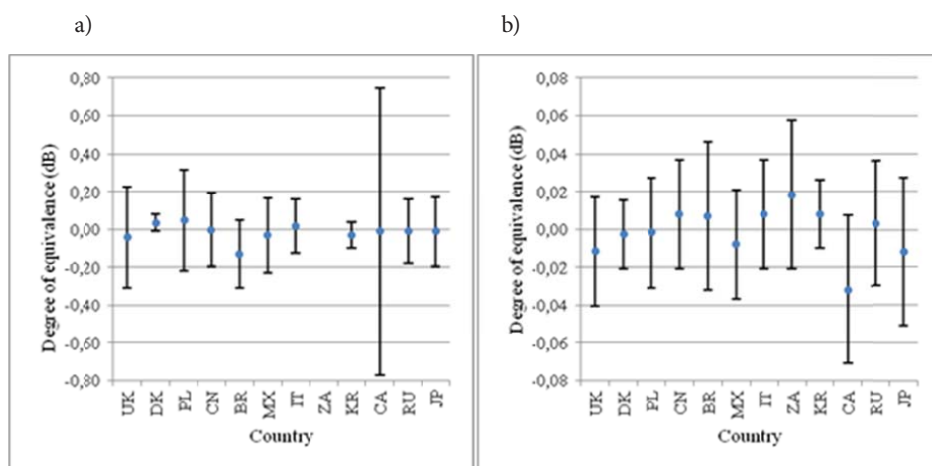 a)
b)
Degree of equivalence (dB)
0,80
0,60
0,40
0,20
0,00
-0,20
-0,40
-0,60
-0,80
UK DK PL CN BR MX IT ZA KR CA RU JP
Country
Degree of equivalence (dB)
0,08
0,06
0,04
0,02
0,00
-0,02
-0,04
-0,06
-0,08
UK DK PL CN BR MX IT ZA KR CA RU JP
Country